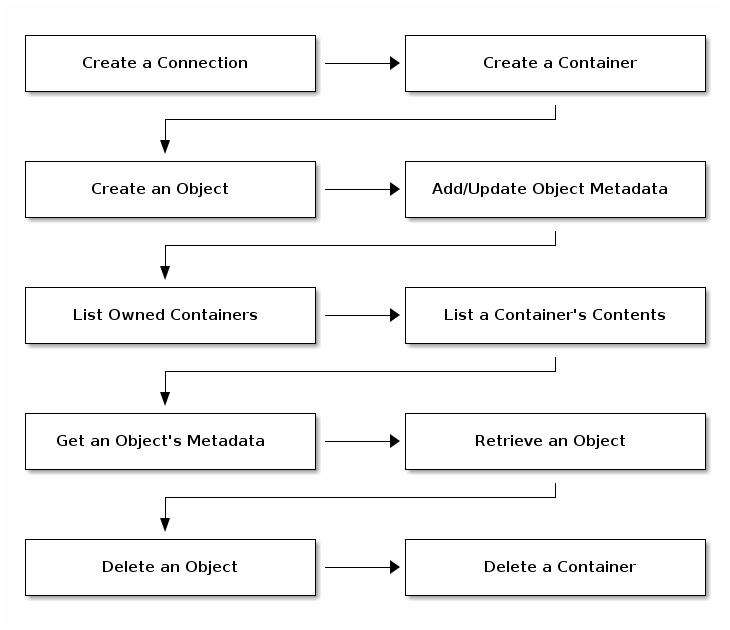 Create a Connection
Create a Container
Create an Object
Add/Update Object Metadata
List Owned Containers
List a Container's Contents
Get an Object's Metadata
Retrieve an Object
Delete an Object
Delete a Container